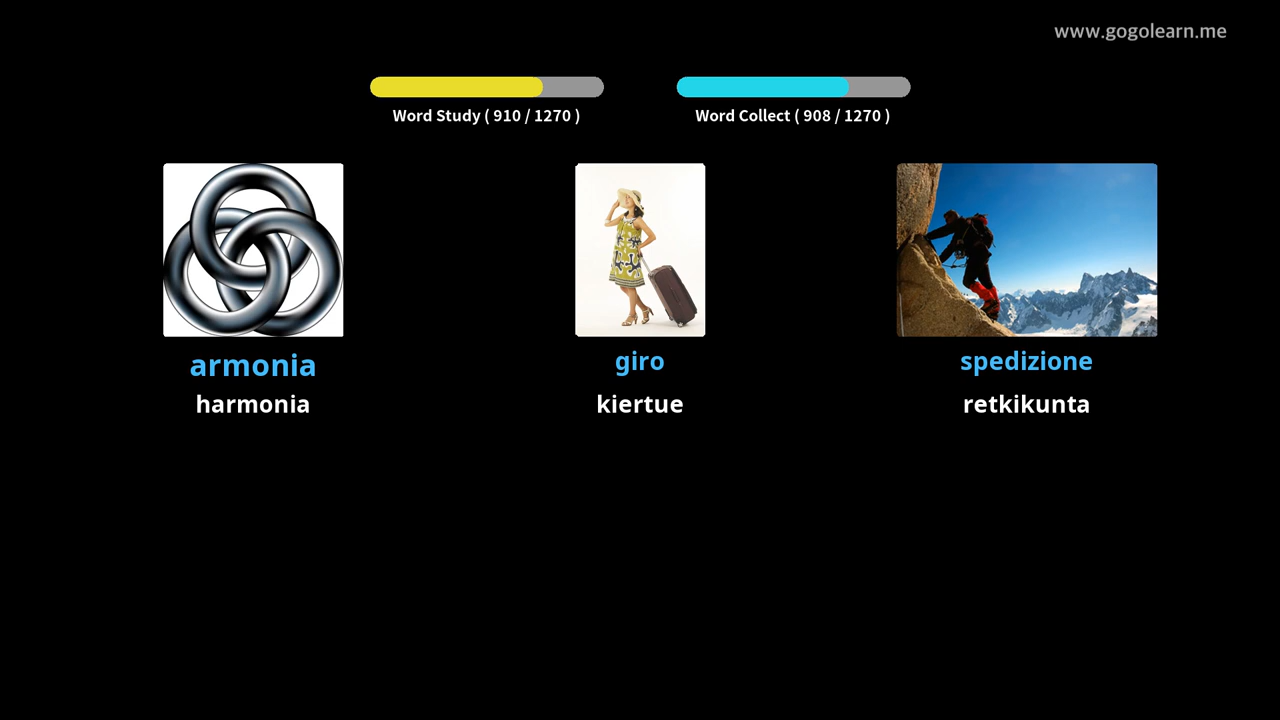 www.gogolearn.me
Word Study ( 910 / 1270 )
Word Collect ( 908 / 1270 )
armonia
harmonia
giro
kiertue
spedizione
retkikunta